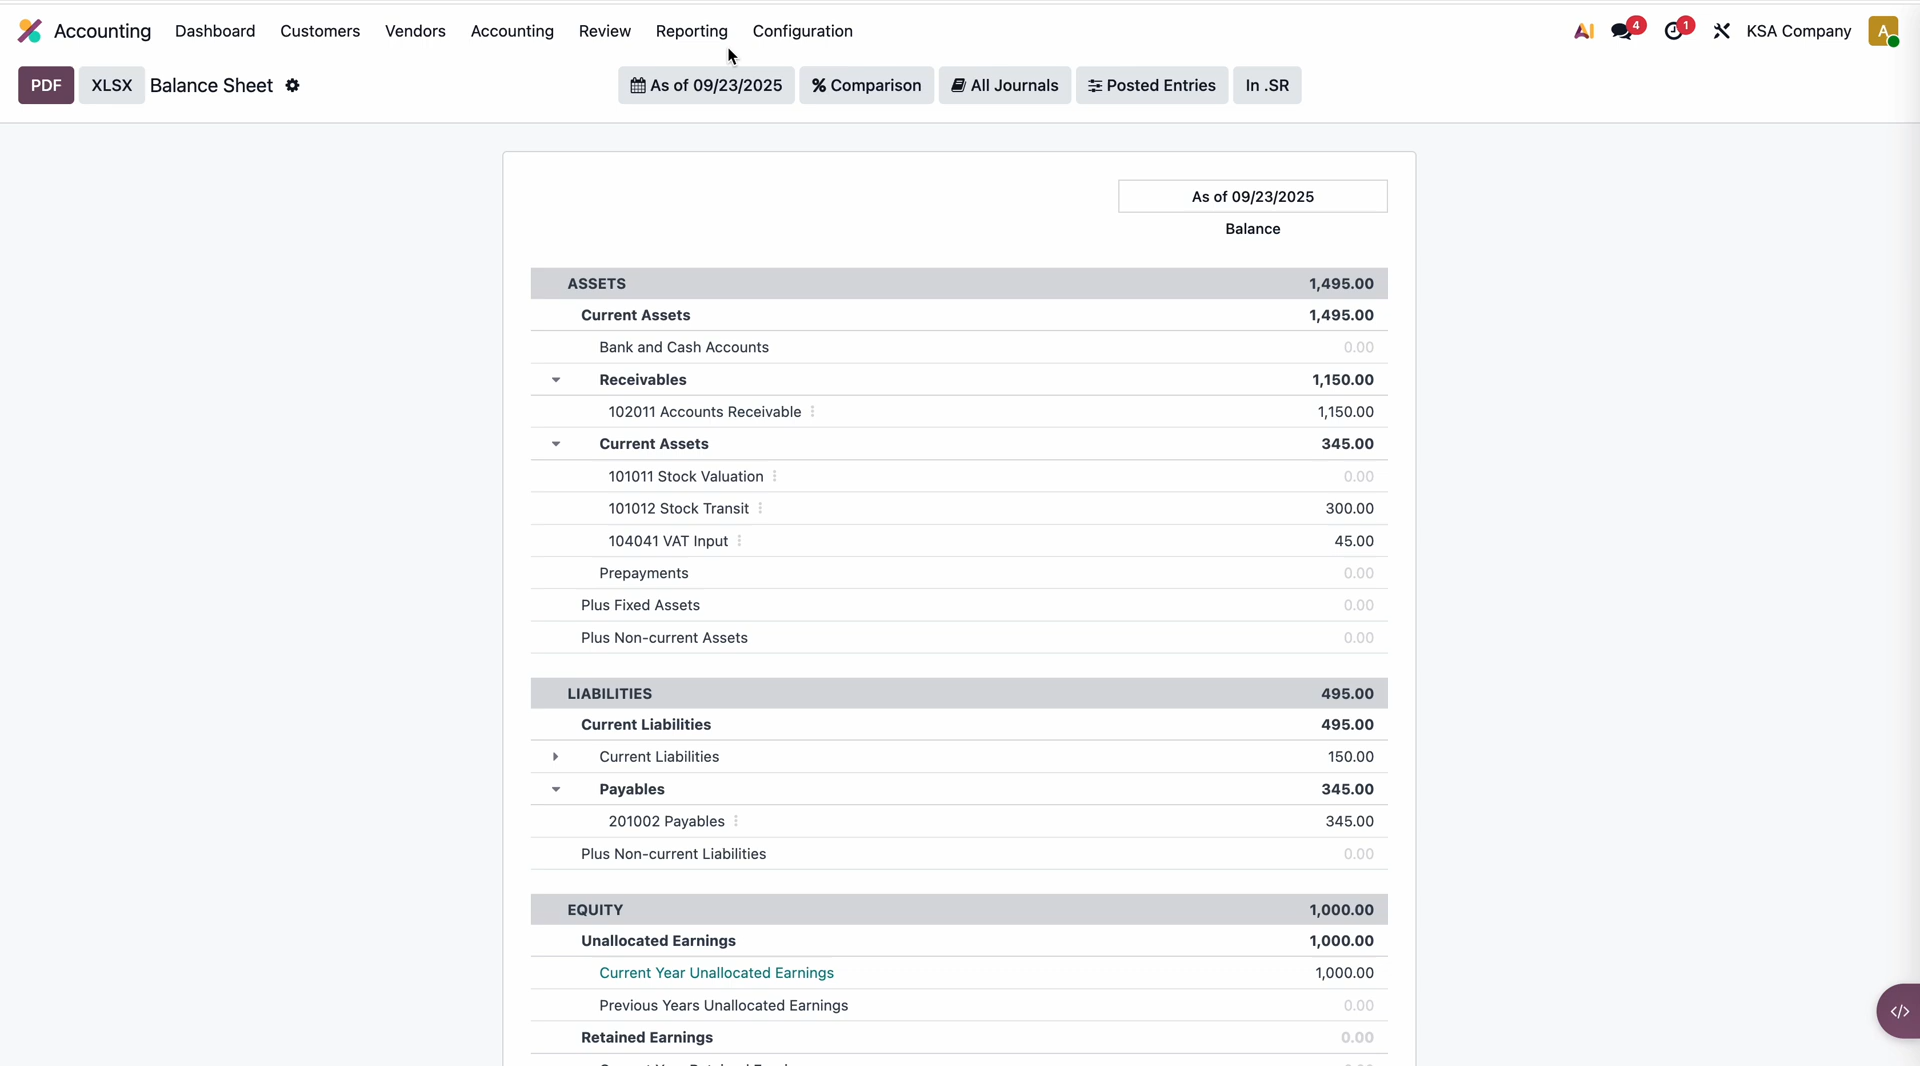 Accounting Dashboard Customers Vendors Accounting Review Reporting Configuration AI 4 1 KSA Company A
PDF XLSX Balance Sheet As of 09/23/2025 % Comparison All Journals Posted Entries In .SR
As of 09/23/2025
Balance
ASSETS 1,495.00
Current Assets 1,495.00
Bank and Cash Accounts 0.00
Receivables 1,150.00
102011 Accounts Receivable 1,150.00
Current Assets 345.00
101011 Stock Valuation 0.00
101012 Stock Transit 300.00
104041 VAT Input 45.00
Prepayments 0.00
Plus Fixed Assets 0.00
Plus Non-current Assets 0.00
LIABILITIES 495.00
Current Liabilities 495.00
Current Liabilities 150.00
Payables 345.00
201002 Payables 345.00
Plus Non-current Liabilities 0.00
EQUITY 1,000.00
Unallocated Earnings 1,000.00
Current Year Unallocated Earnings 1,000.00
Previous Years Unallocated Earnings 0.00
</>
Retained Earnings 0.00